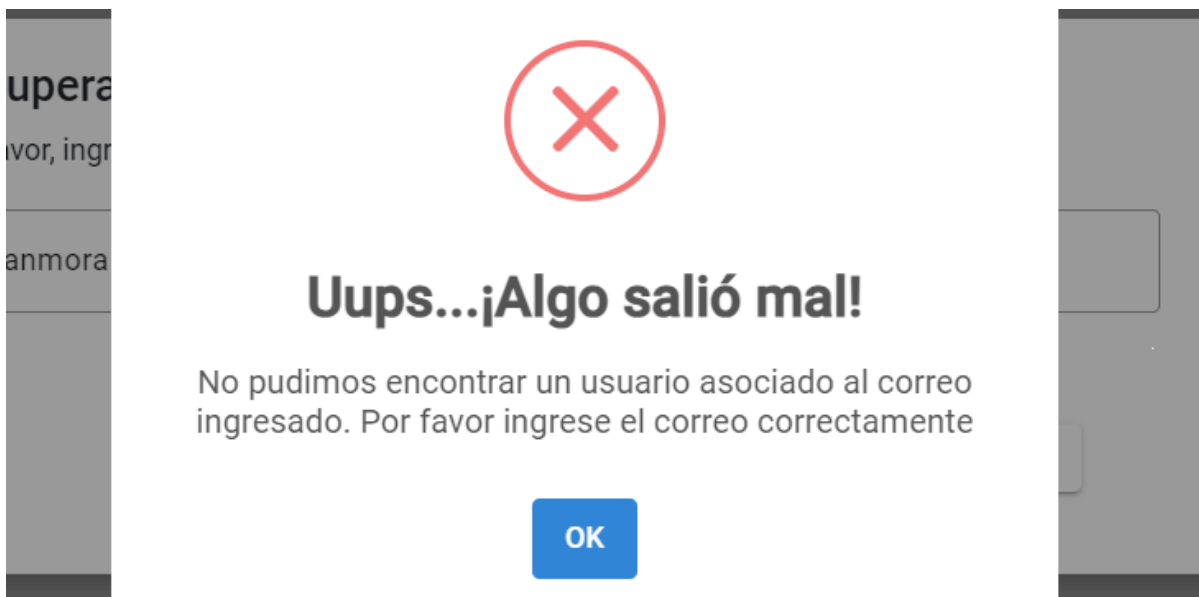 upera
avor, ingr
anmora
Uups...¡Algo salió mal!
No pudimos encontrar un usuario asociado al correo
ingresado. Por favor ingrese el correo correctamente
OK